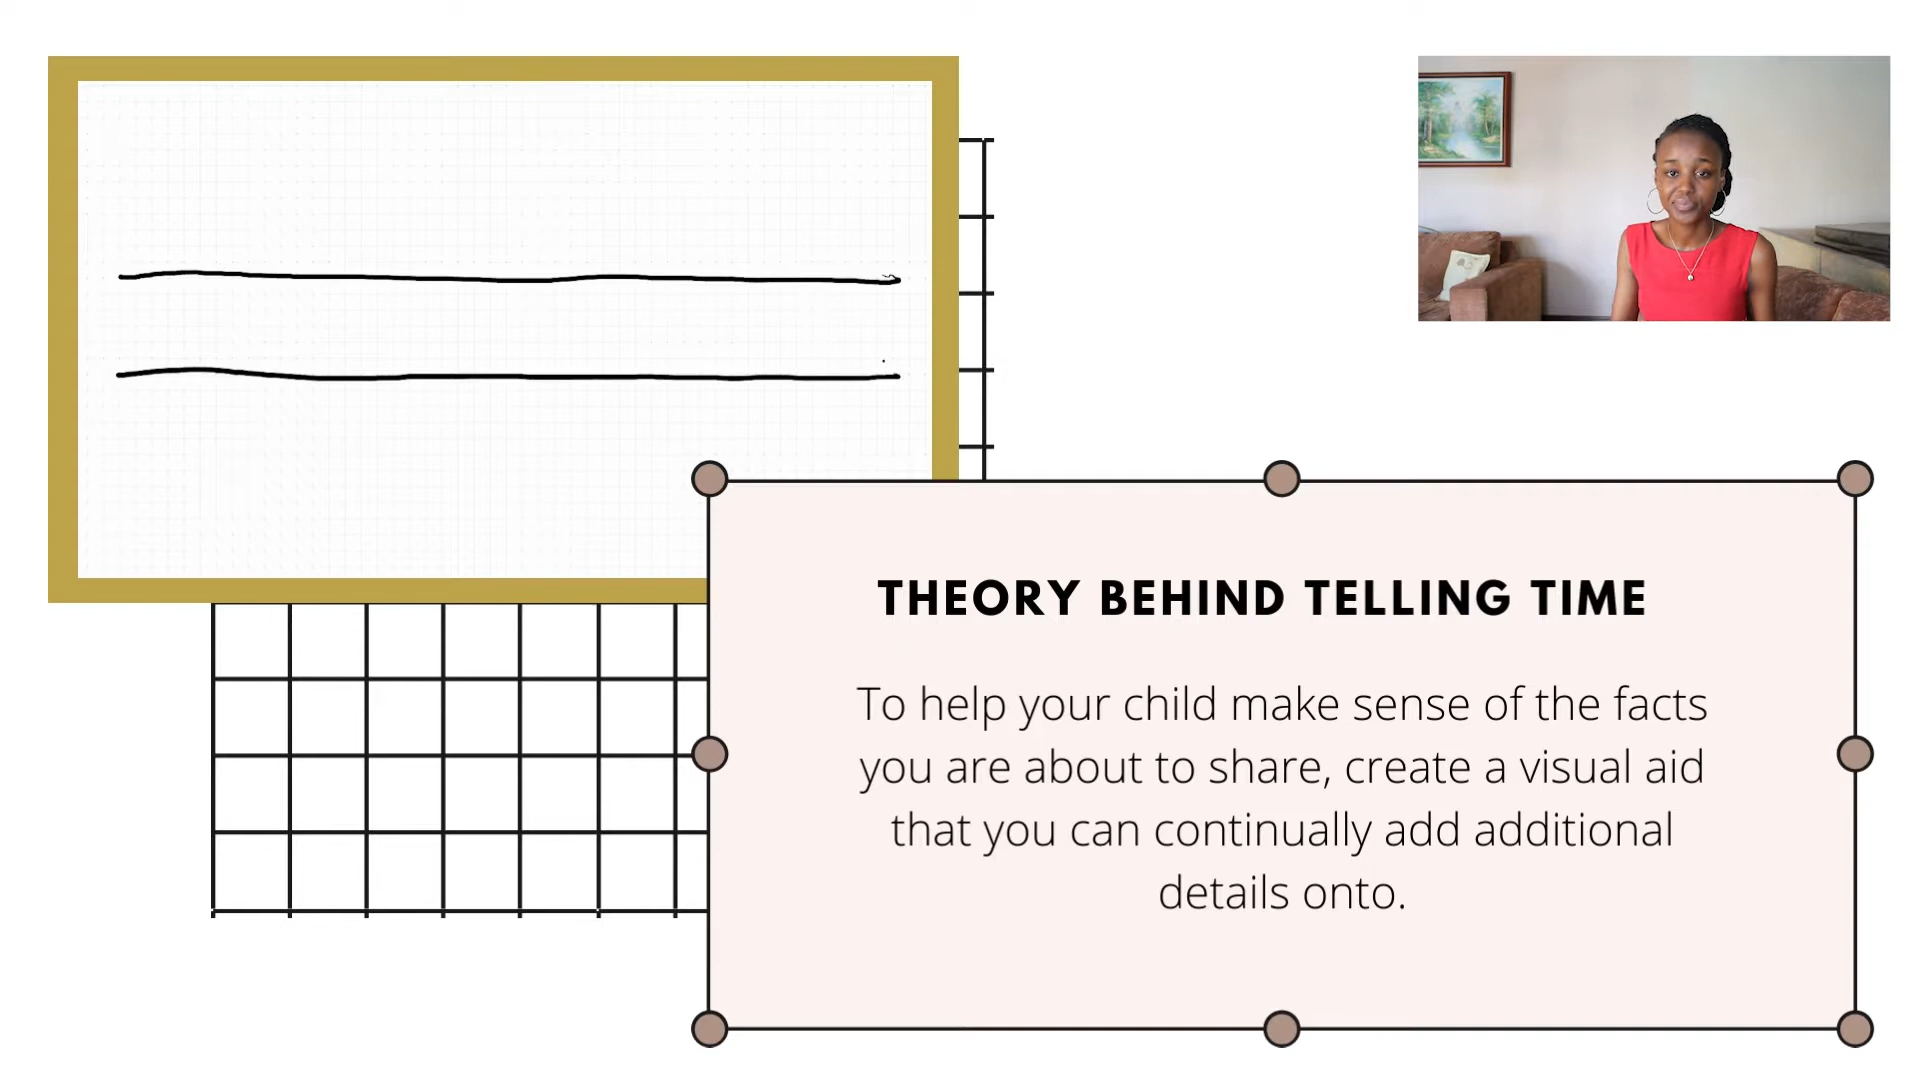 THEORY BEHIND TELLING TIME
To help your child make sense of the facts
you are about to share, create a visual aid
that you can continually add additional
details onto.